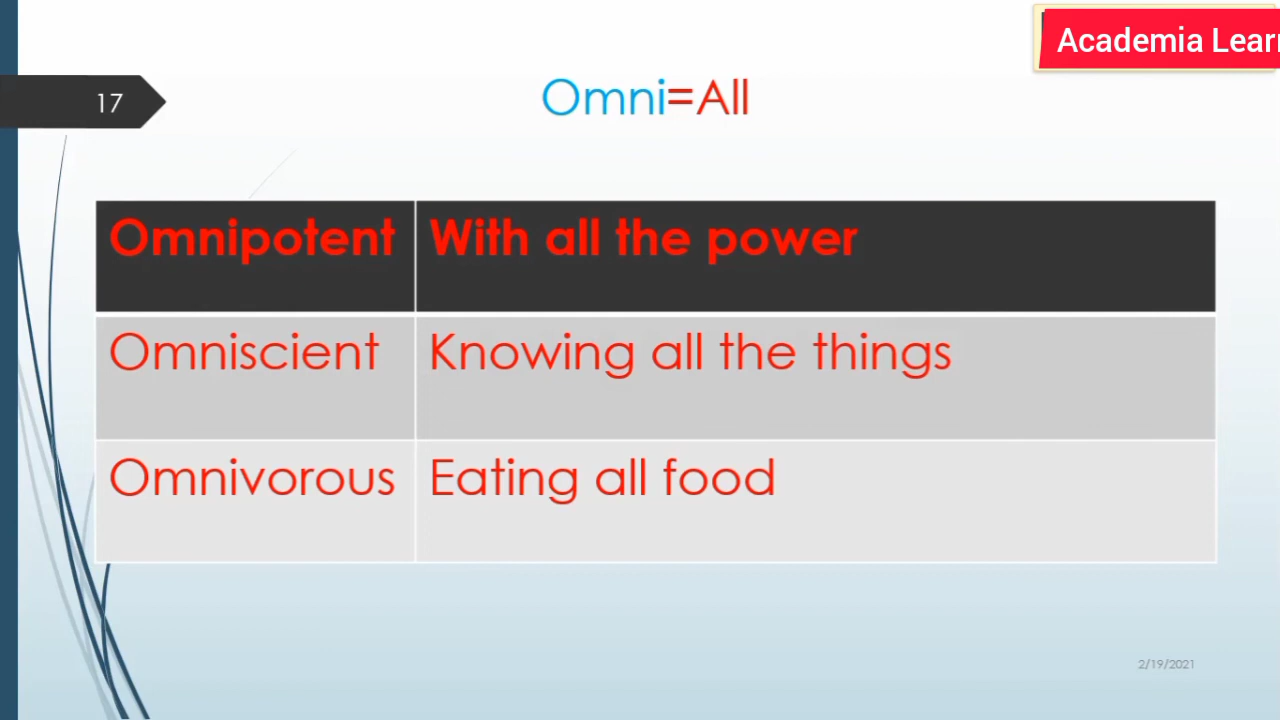 Academia Lear
17
Omni=All
Omnipotent With all the power
Omniscient Knowing all the things
Omnivorous Eating all food
2/19/2021